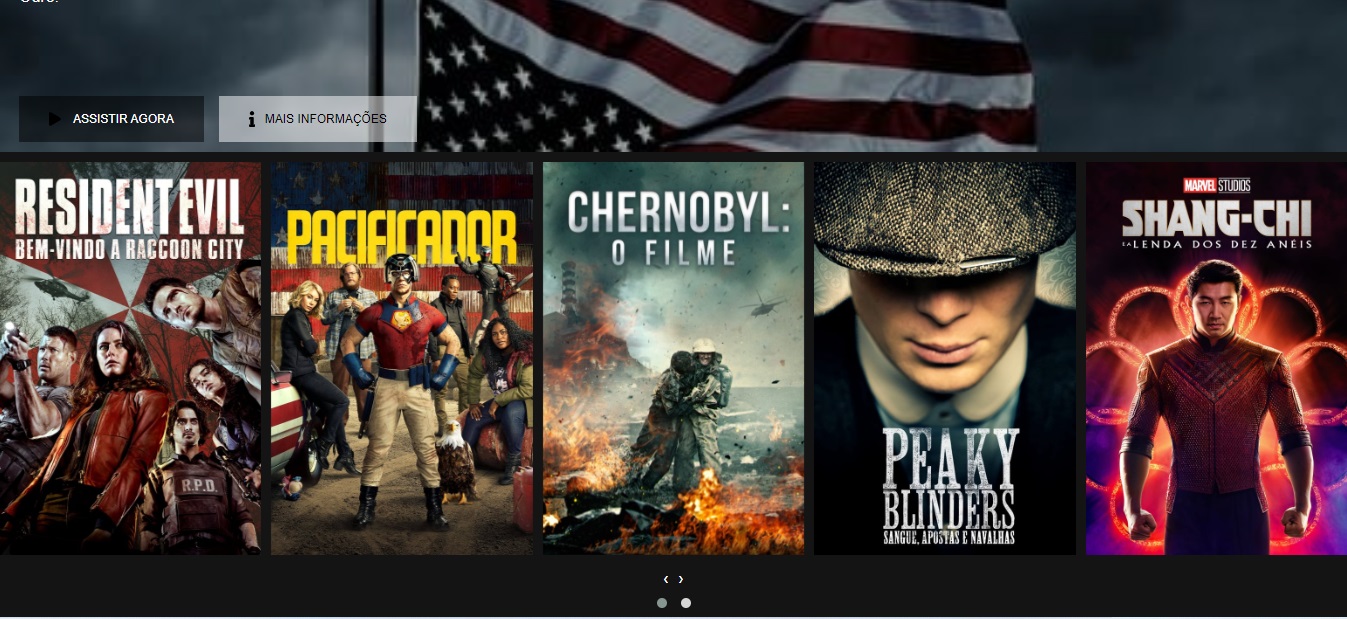 ASSISTIR AGORA
MAIS INFORMAÇÕES
RESIDENT EVIL
BEM-VINDO A RACCOON CITY
R.P.D.
PACIFICADOR
CHERNOBYL:
O FILME
PEAKY
BLINDERS
SANGUE, APOSTAS E NAVALHAS
MARVEL STUDIOS
SHANG-CHI
E A LENDA DOS DEZ ANÉIS
‹ ›